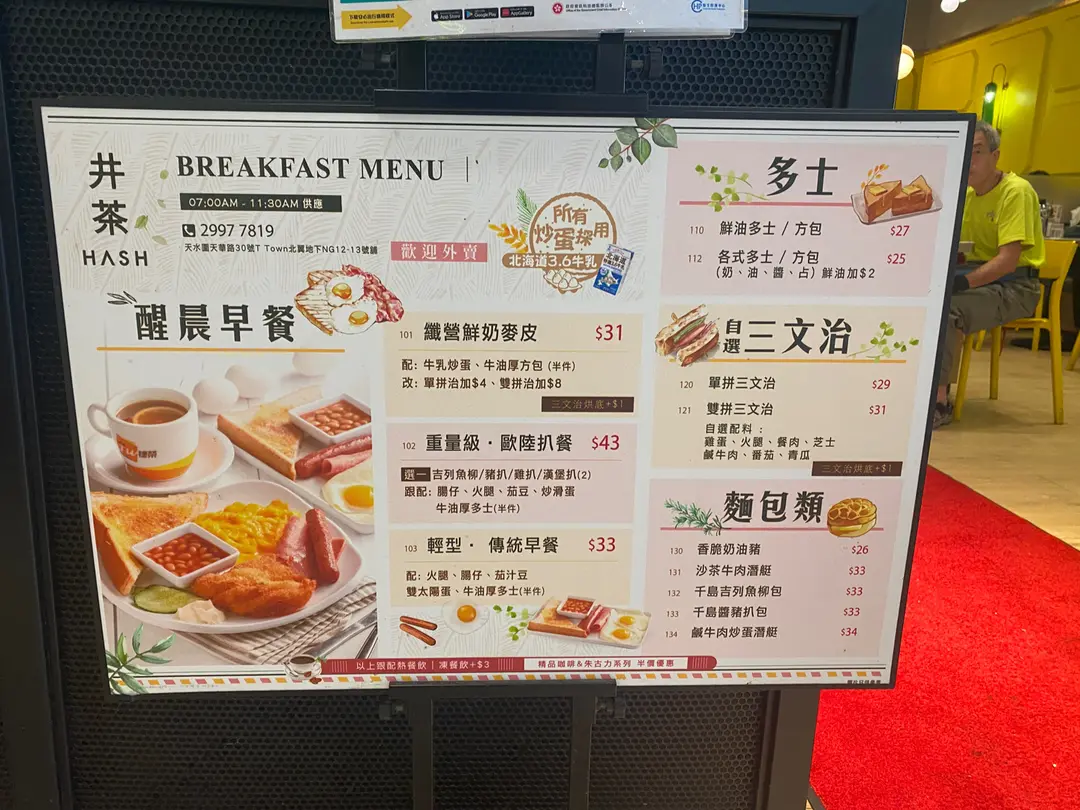 App Store
Google Play
AppGallery
井茶
HASH
BREAKFAST MENU
07:00AM - 11:30AM 供應
2997 7819
天水圍天華路30號T Town北翼地下NG12-13號舖
歡迎外賣
所有
炒蛋採用
北海道3.6牛乳
醒晨早餐
101 纖營鮮奶麥皮 $31
配: 牛乳炒蛋、牛油厚方包 (半件)
改: 單拼治加$4、雙拼治加$8
三文治烘底+$1
102 重量級·歐陸扒餐 $43
選一 吉列魚柳/豬扒/雞扒/漢堡扒(2)
跟配: 腸仔、火腿、茄豆、炒滑蛋
牛油厚多士(半件)
103 輕型·傳統早餐 $33
配: 火腿、腸仔、茄汁豆
雙太陽蛋、牛油厚多士(半件)
以上跟配熱餐飲 | 凍餐飲+$3
精品咖啡&朱古力系列 半價優惠
多士
110 鮮油多士 / 方包 $27
112 各式多士 / 方包 $25
(奶、油、醬、占) 鮮油加$2
自選三文治
120 單拼三文治 $29
121 雙拼三文治 $31
自選配料 :
雞蛋、火腿、餐肉、芝士
鹹牛肉、番茄、青瓜
三文治烘底+$1
麵包類
130 香脆奶油豬 $26
131 沙茶牛肉潛艇 $33
132 千島吉列魚柳包 $33
133 千島醬豬扒包 $33
134 鹹牛肉炒蛋潛艇 $34